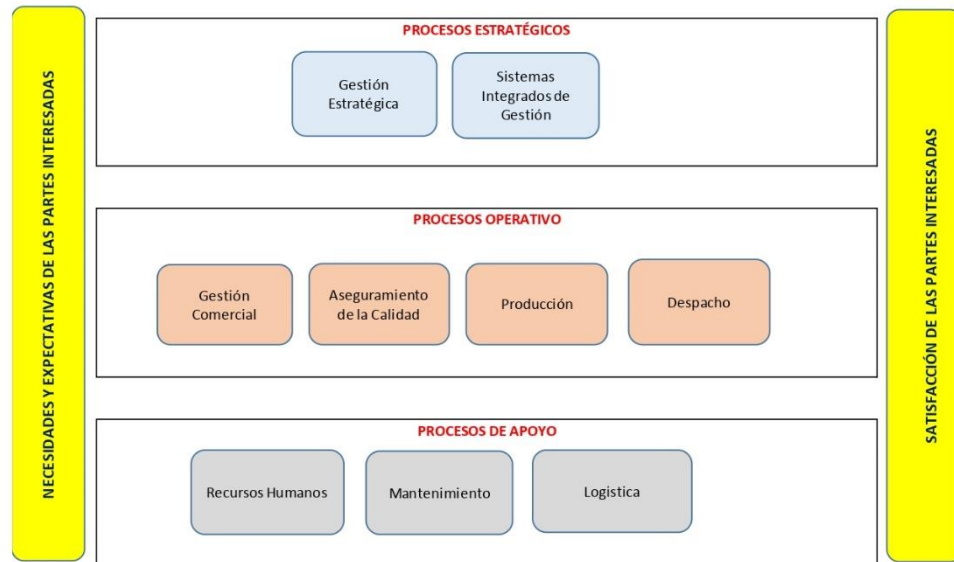 NECESIDADES Y EXPECTATIVAS DE LAS PARTES INTERESADAS
PROCESOS ESTRATÉGICOS
Gestión
Estratégica
Sistemas
Integrados de
Gestión
PROCESOS OPERATIVO
Gestión
Comercial
Aseguramiento
de la Calidad
Producción
Despacho
PROCESOS DE APOYO
Recursos Humanos
Mantenimiento
Logistica
SATISFACCIÓN DE LAS PARTES INTERESADAS